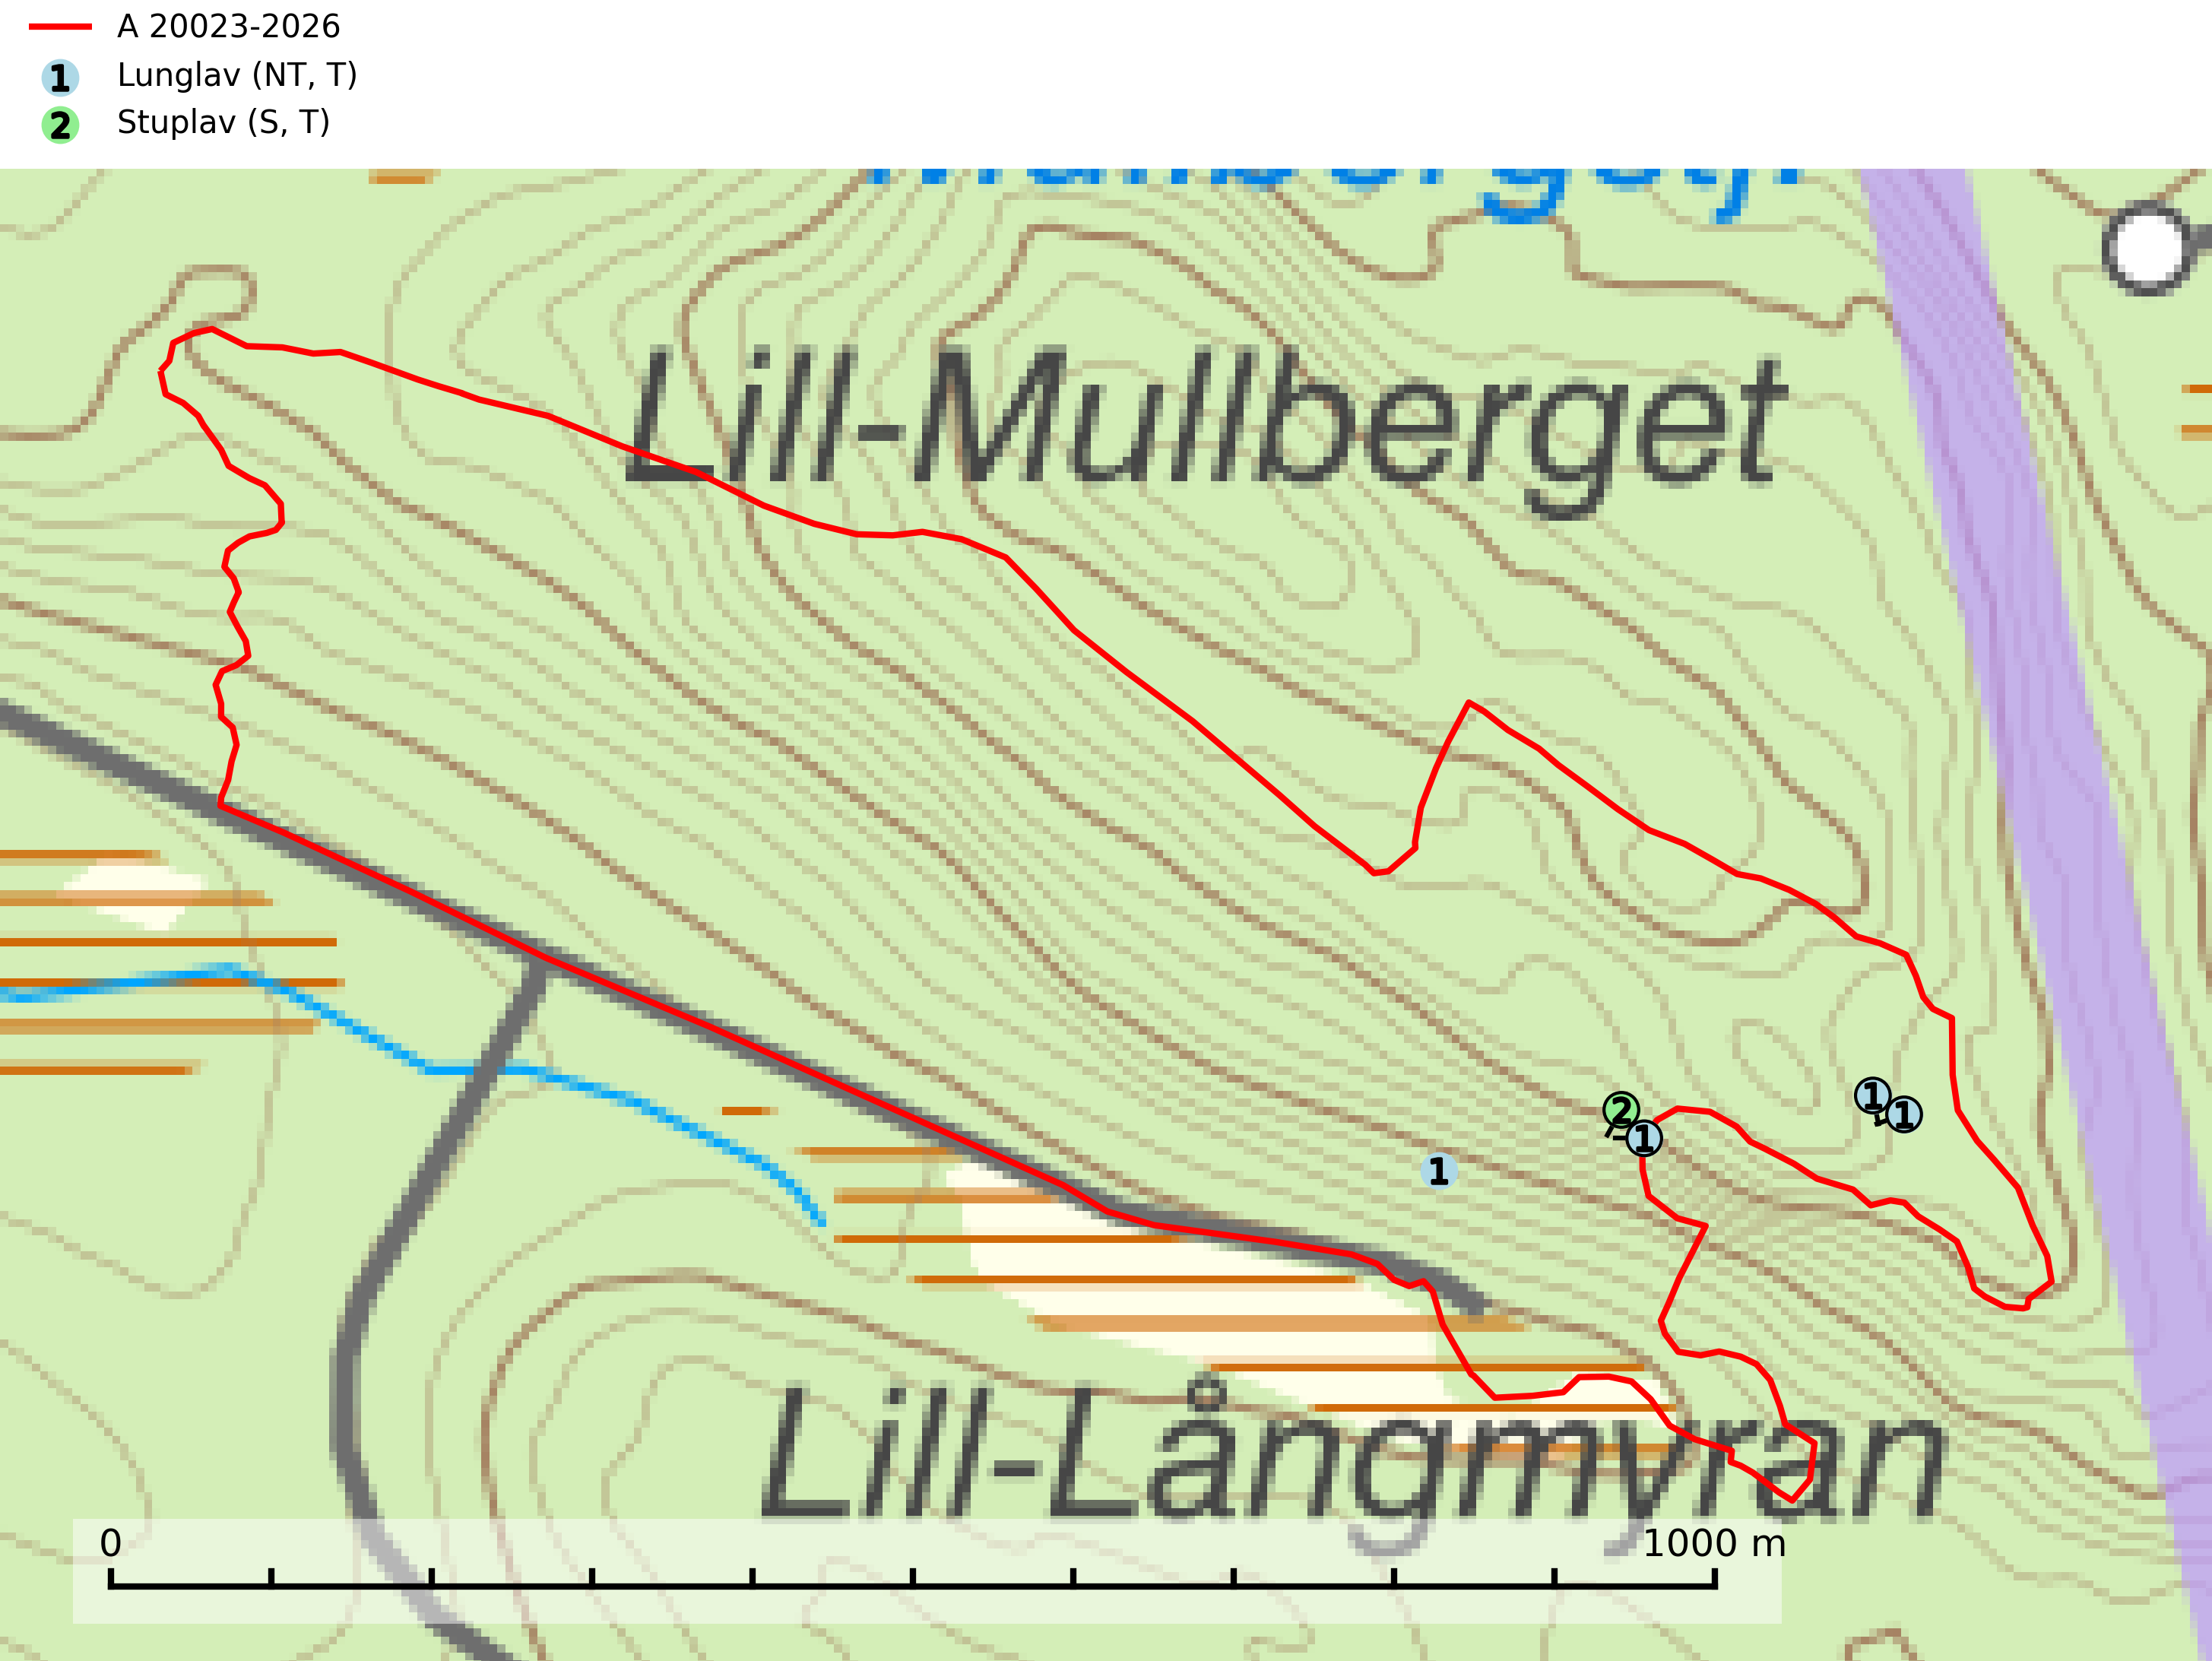 A 20023-2026
1 Lunglav (NT, T)
2 Stuplav (S, T)
Lill-Mullberget
1
1
2
1
1
Lill-Långmyran
0 1000 m